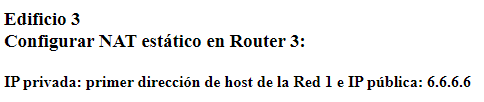 Edificio 3
Configurar NAT estático en Router 3:
IP privada: primer dirección de host de la Red 1 e IP pública: 6.6.6.6